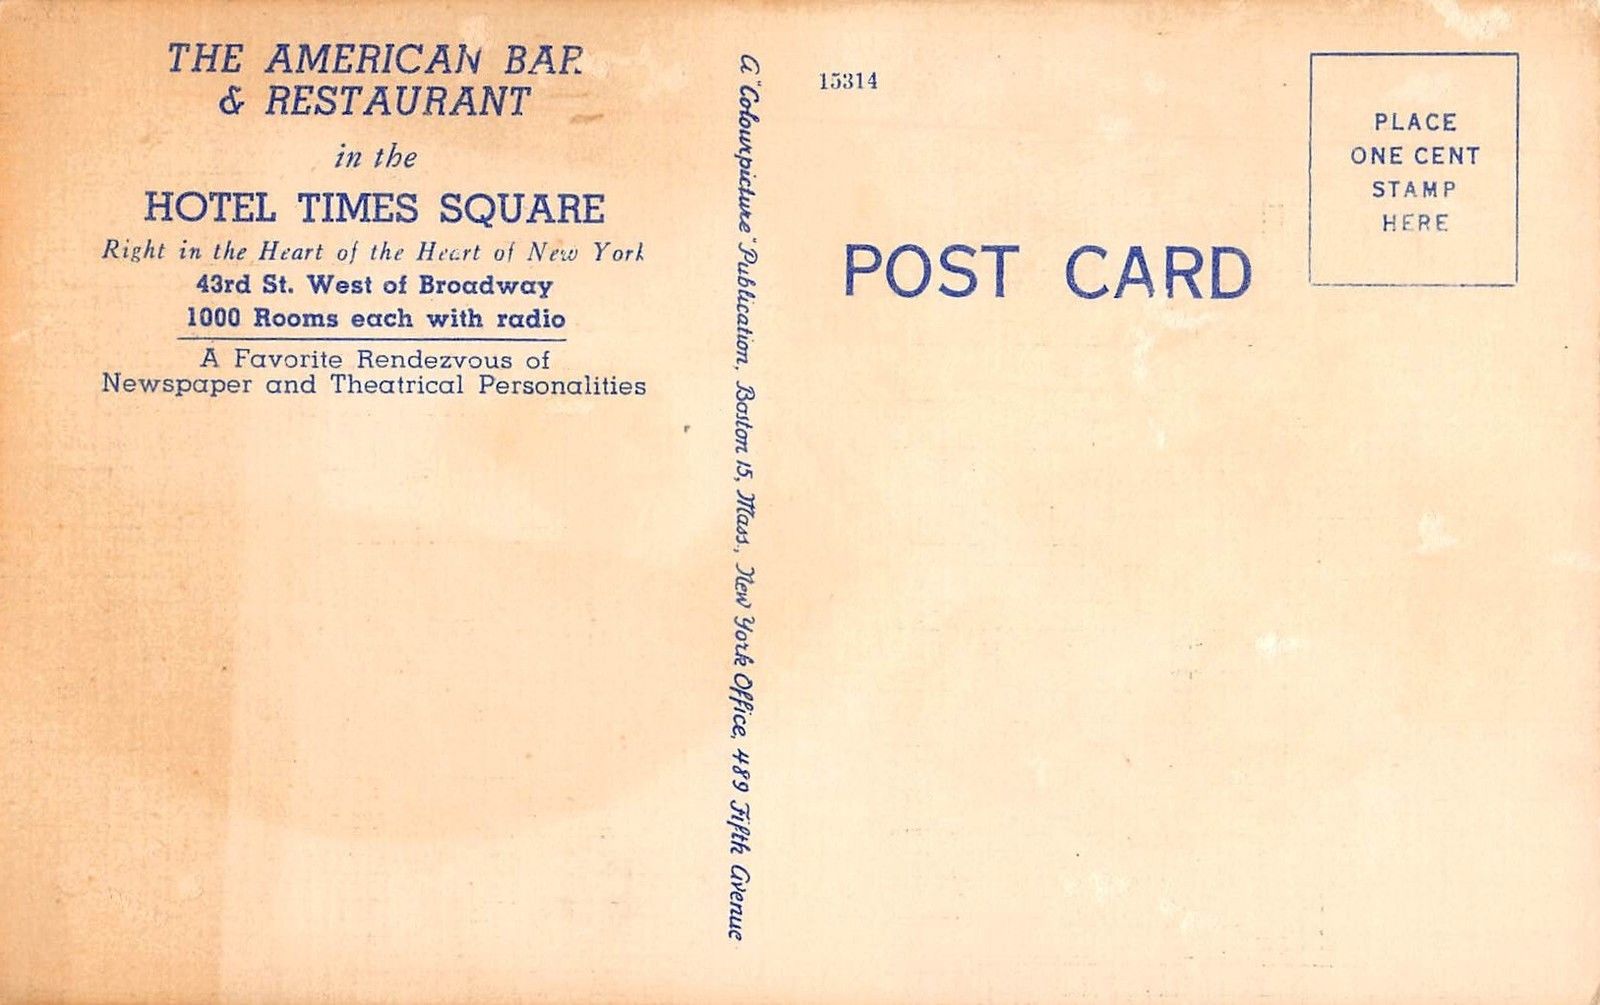 THE AMERICAN BAR
& RESTAURANT
in the
HOTEL TIMES SQUARE
Right in the Heart of the Heart of New York
43rd St. West of Broadway
1000 Rooms each with radio
A Favorite Rendezvous of
Newspaper and Theatrical Personalities
A "Colourpicture" Publication, Boston 15, Mass., New York Office, 489 Fifth Avenue
15314
POST CARD
PLACE
ONE CENT
STAMP
HERE